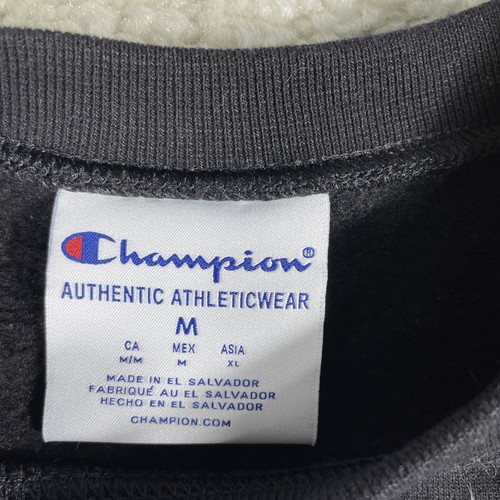 Champion®
AUTHENTIC ATHLETICWEAR
M
CA MEX ASIA
M/M M XL
MADE IN EL SALVADOR
FABRIQUÉ AU EL SALVADOR
HECHO EN EL SALVADOR
CHAMPION.COM